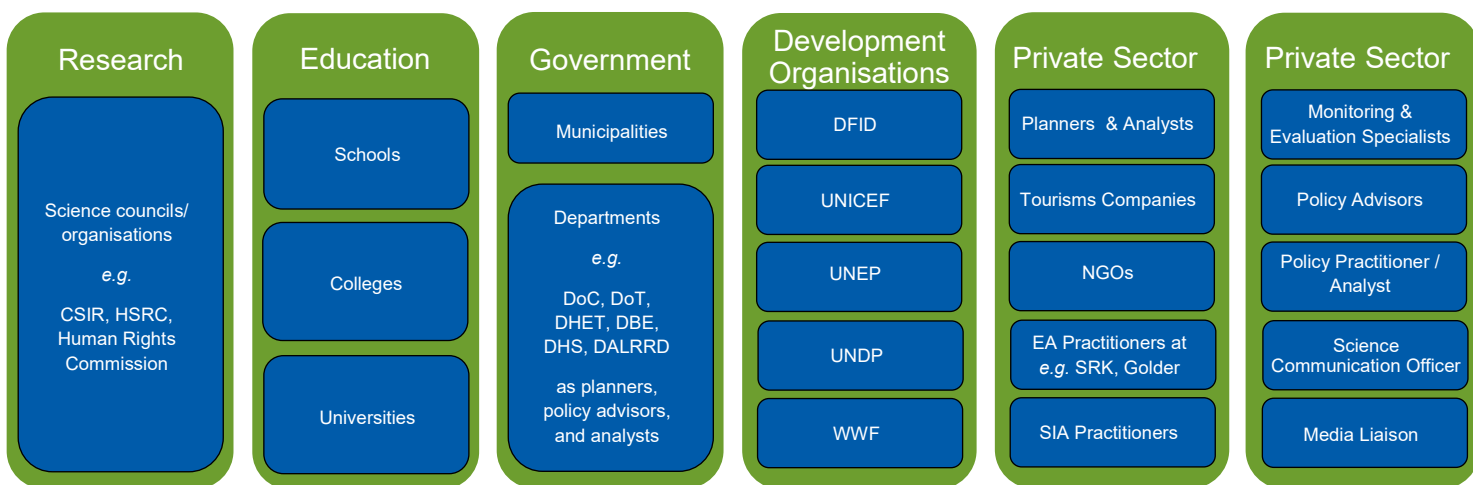 Research
Science councils/
organisations
e.g.
CSIR, HSRC,
Human Rights
Commission
Education
Schools
Colleges
Universities
Government
Municipalities
Departments
e.g.
DoC, DoT,
DHET, DBE,
DHS, DALRRD
as planners,
policy advisors,
and analysts
Development
Organisations
DFID
UNICEF
UNEP
UNDP
WWF
Private Sector
Planners & Analysts
Tourisms Companies
NGOs
EA Practitioners at
e.g. SRK, Golder
SIA Practitioners
Private Sector
Monitoring &
Evaluation Specialists
Policy Advisors
Policy Practitioner /
Analyst
Science
Communication Officer
Media Liaison